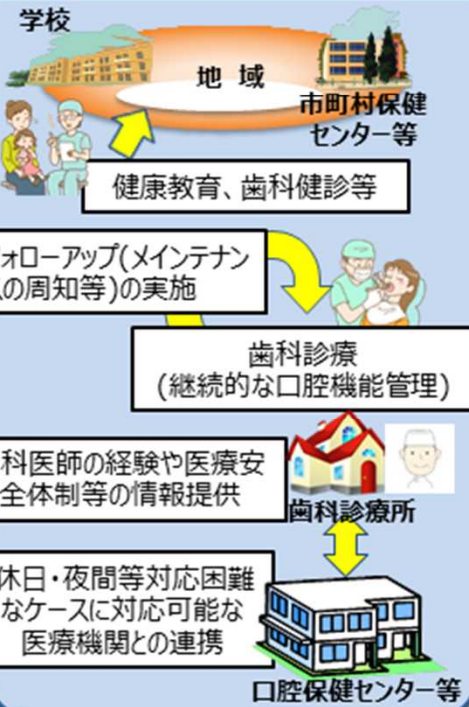 学校
地 域
市町村保健
センター等
健康教育、歯科健診等
ォローアップ(メインテナン
の周知等)の実施
歯科診療
(継続的な口腔機能管理)
科医師の経験や医療安
全体制等の情報提供
歯科診療所
休日・夜間等対応困難
なケースに対応可能な
医療機関との連携
口腔保健センター等